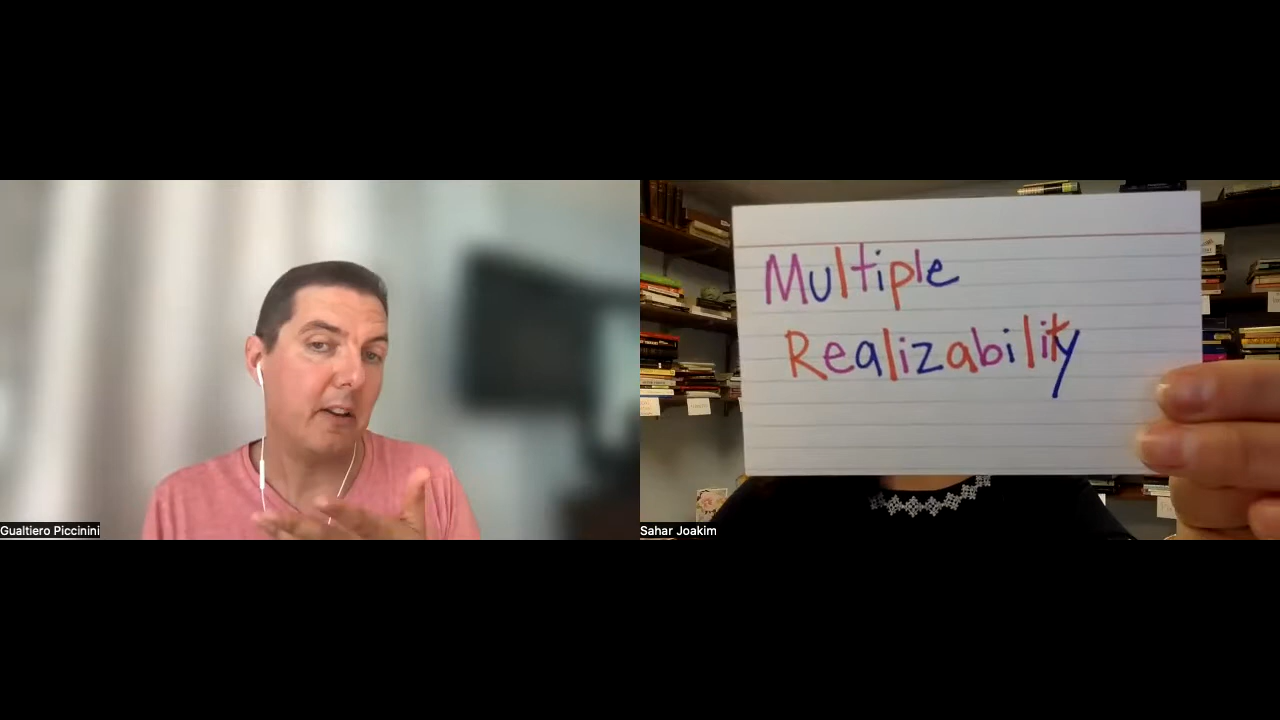 Multiple
Realizability
Gualtiero Piccinini
Sahar Joakim